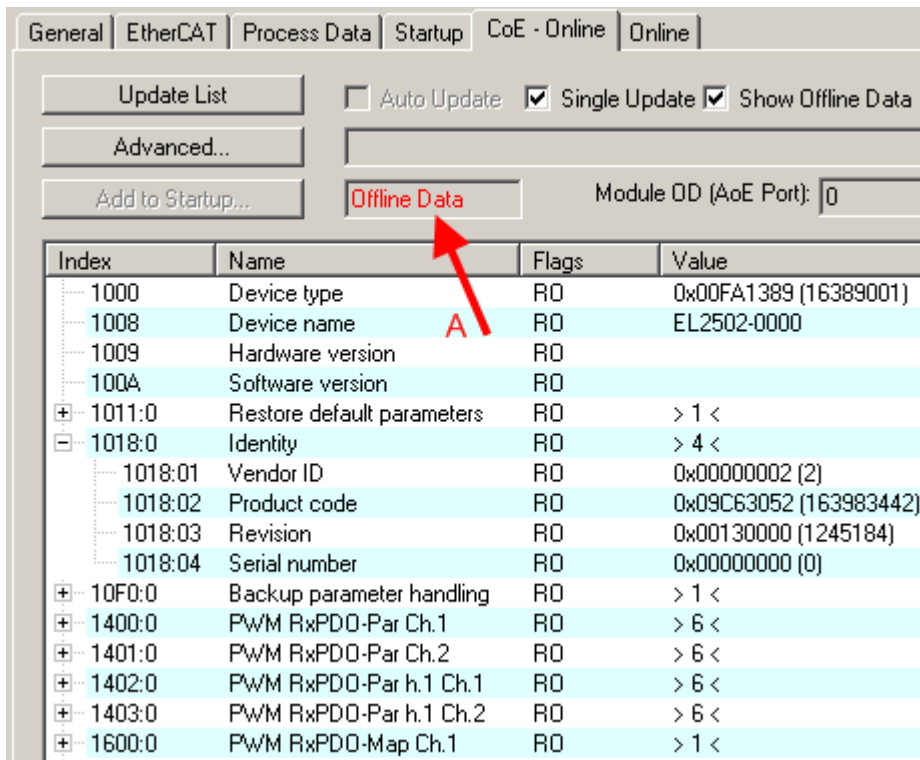 General EtherCAT Process Data Startup CoE - Online Online
Update List Auto Update Single Update Show Offline Data
Advanced...
Add to Startup... Offline Data Module OD (AoE Port): 0
Index Name Flags Value
1000 Device type RO 0x00FA1389 (16389001)
1008 Device name RO EL2502-0000
A
1009 Hardware version RO
100A Software version RO
1011:0 Restore default parameters RO > 1 <
1018:0 Identity RO > 4 <
1018:01 Vendor ID RO 0x00000002 (2)
1018:02 Product code RO 0x09C63052 (163983442)
1018:03 Revision RO 0x00130000 (1245184)
1018:04 Serial number RO 0x00000000 (0)
10F0:0 Backup parameter handling RO > 1 <
1400:0 PWM RxPDO-Par Ch.1 RO > 6 <
1401:0 PWM RxPDO-Par Ch.2 RO > 6 <
1402:0 PWM RxPDO-Par h.1 Ch.1 RO > 6 <
1403:0 PWM RxPDO-Par h.1 Ch.2 RO > 6 <
1600:0 PWM RxPDO-Map Ch.1 RO > 1 <